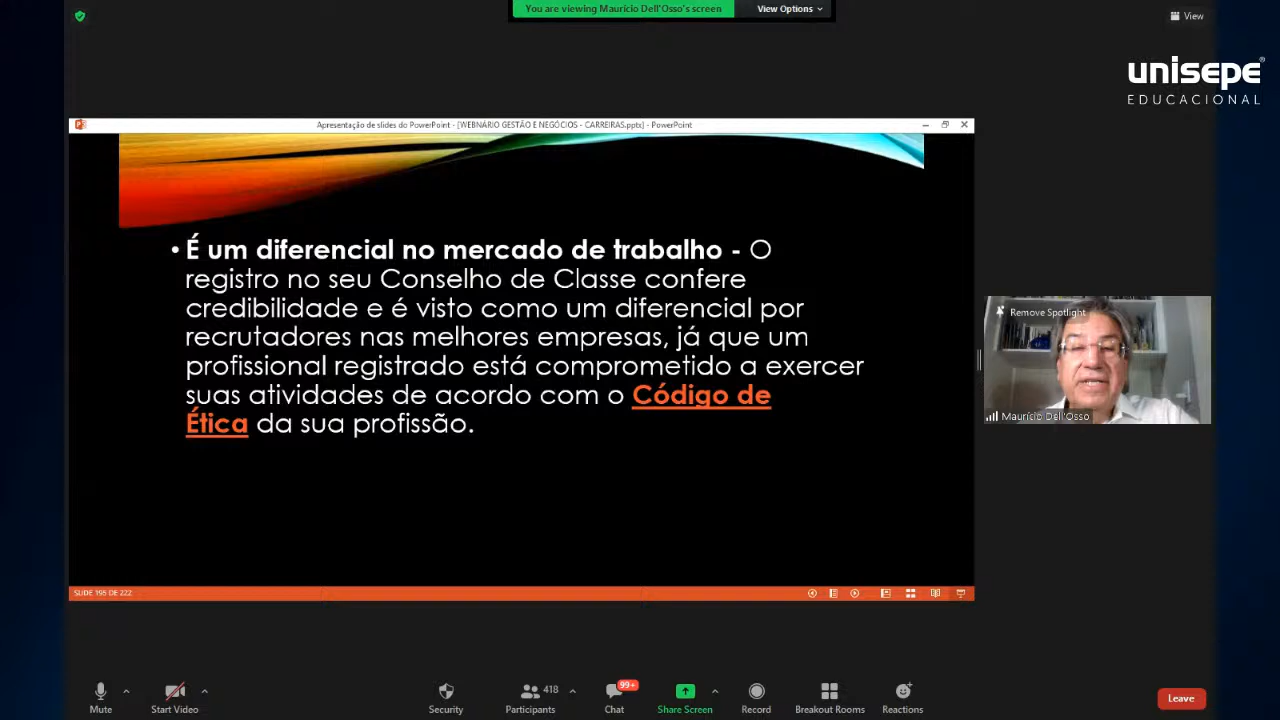 You are viewing Maurício Dell'Osso's screen
View Options
View
unisepe
EDUCACIONAL
Apresentação de slides do PowerPoint - [WEBNÁRIO GESTÃO E NEGÓCIOS - CARREIRAS.pptx] - PowerPoint
• É um diferencial no mercado de trabalho - O
registro no seu Conselho de Classe confere
credibilidade e é visto como um diferencial por
recrutadores nas melhores empresas, já que um
profissional registrado está comprometido a exercer
suas atividades de acordo com o Código de
Ética da sua profissão.
Remove Spotlight
Maurício Dell'Osso
SLIDE 195 DE 222
Mute
Start Video
Security
Participants
418
Chat
99+
Share Screen
Record
Breakout Rooms
Reactions
Leave